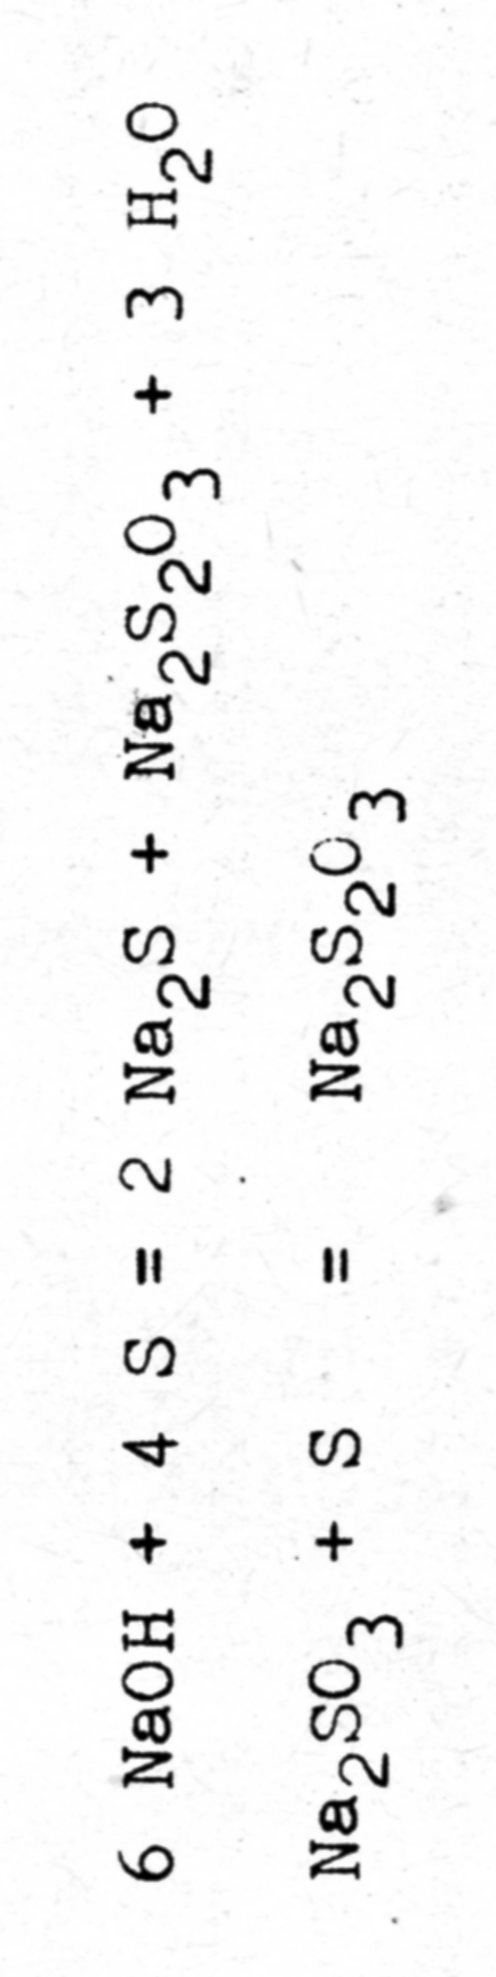 6 NaOH + 4 S = 2 Na₂S + Na₂S₂O₃ + 3 H₂O
Na₂SO₃ + S = Na₂S₂O₃